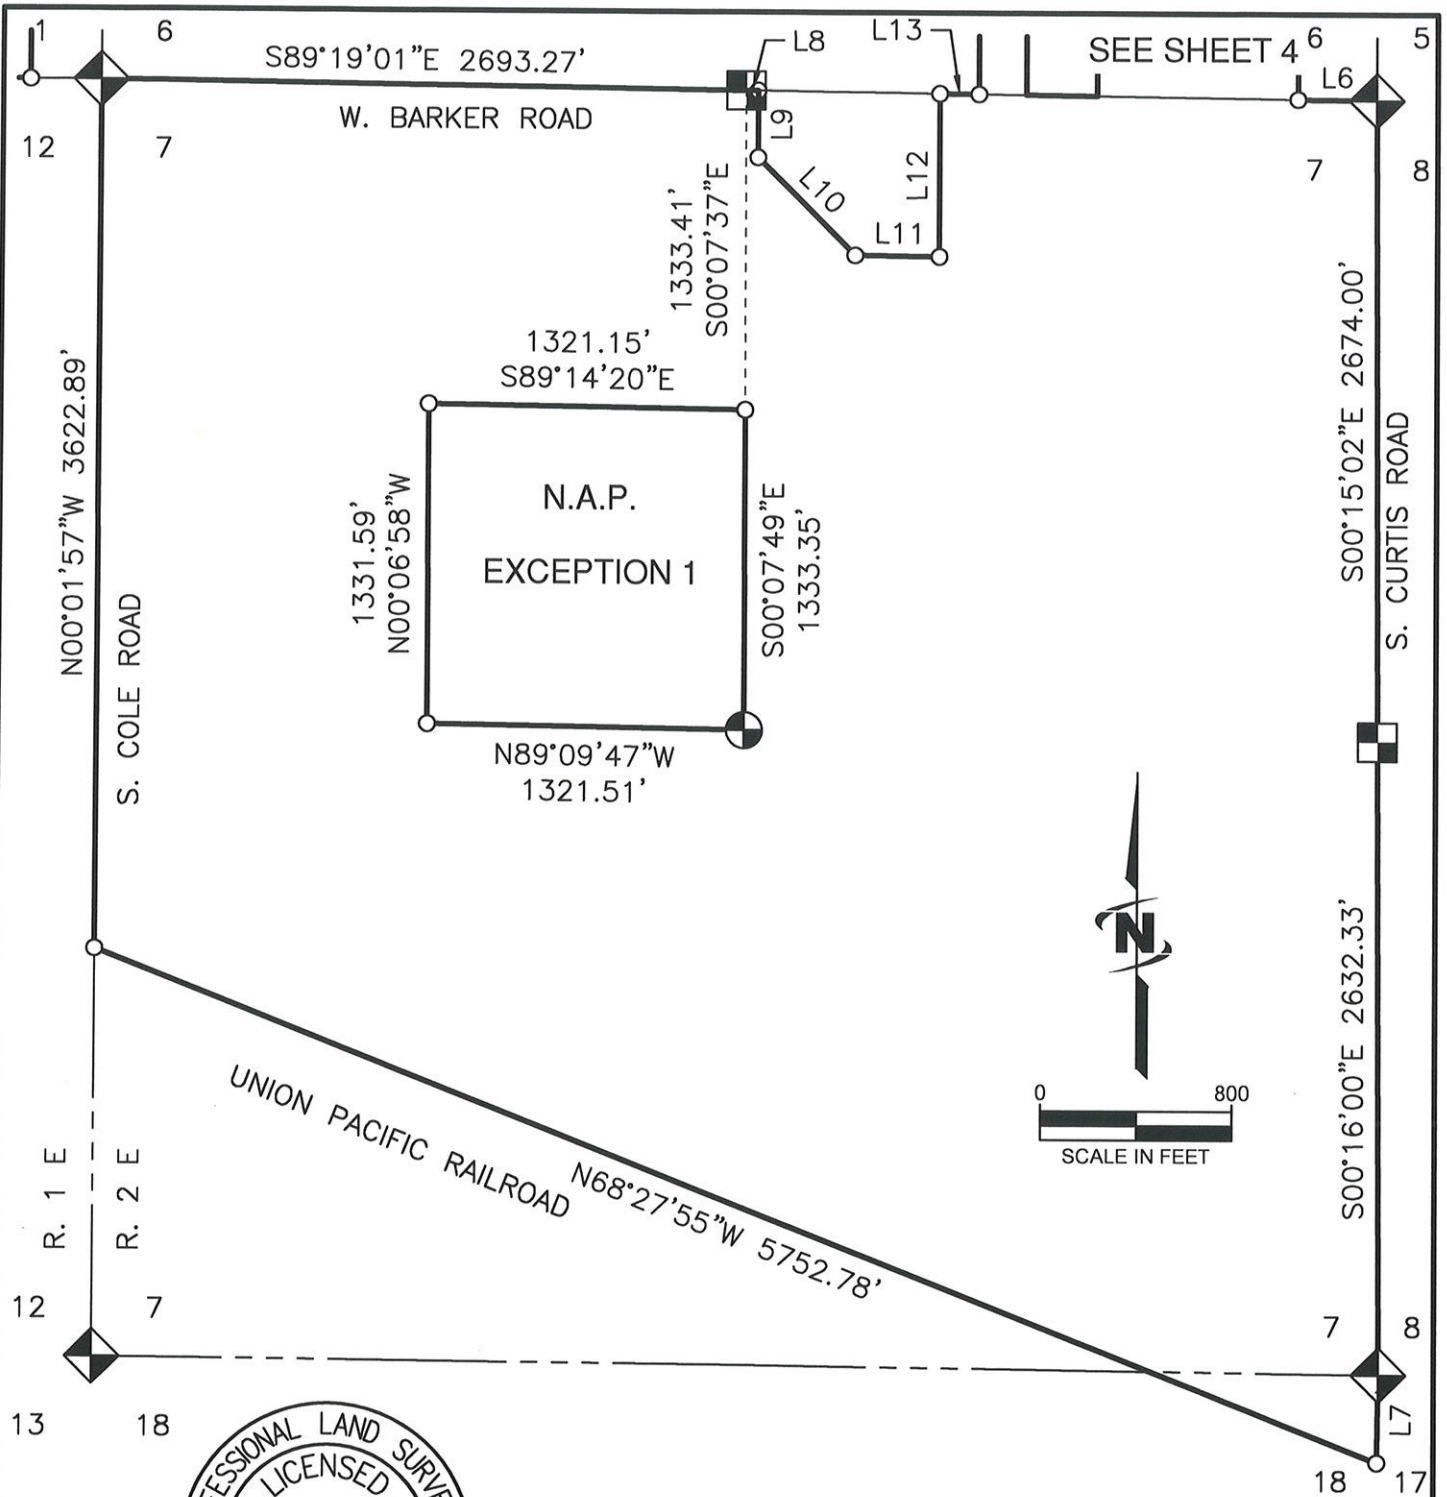 1
6
S89°19'01"E 2693.27'
L8
L13
SEE SHEET 4
6
5
L6
W. BARKER ROAD
12
7
L9
L10
L11
L12
7
8
1333.41'
S00°07'37"E
1321.15'
S89°14'20"E
N00°01'57"W 3622.89'
S. COLE ROAD
1331.59'
N00°06'58"W
N.A.P.
EXCEPTION 1
S00°07'49"E
1333.35'
N89°09'47"W
1321.51'
S00°15'02"E 2674.00'
S. CURTIS ROAD
N
0
800
SCALE IN FEET
S00°16'00"E 2632.33'
UNION PACIFIC RAILROAD
N68°27'55"W 5752.78'
R. 1 E
R. 2 E
12
7
7
8
13
18
L7
18
17
FESSIONAL LAND SURVE
LICENSED